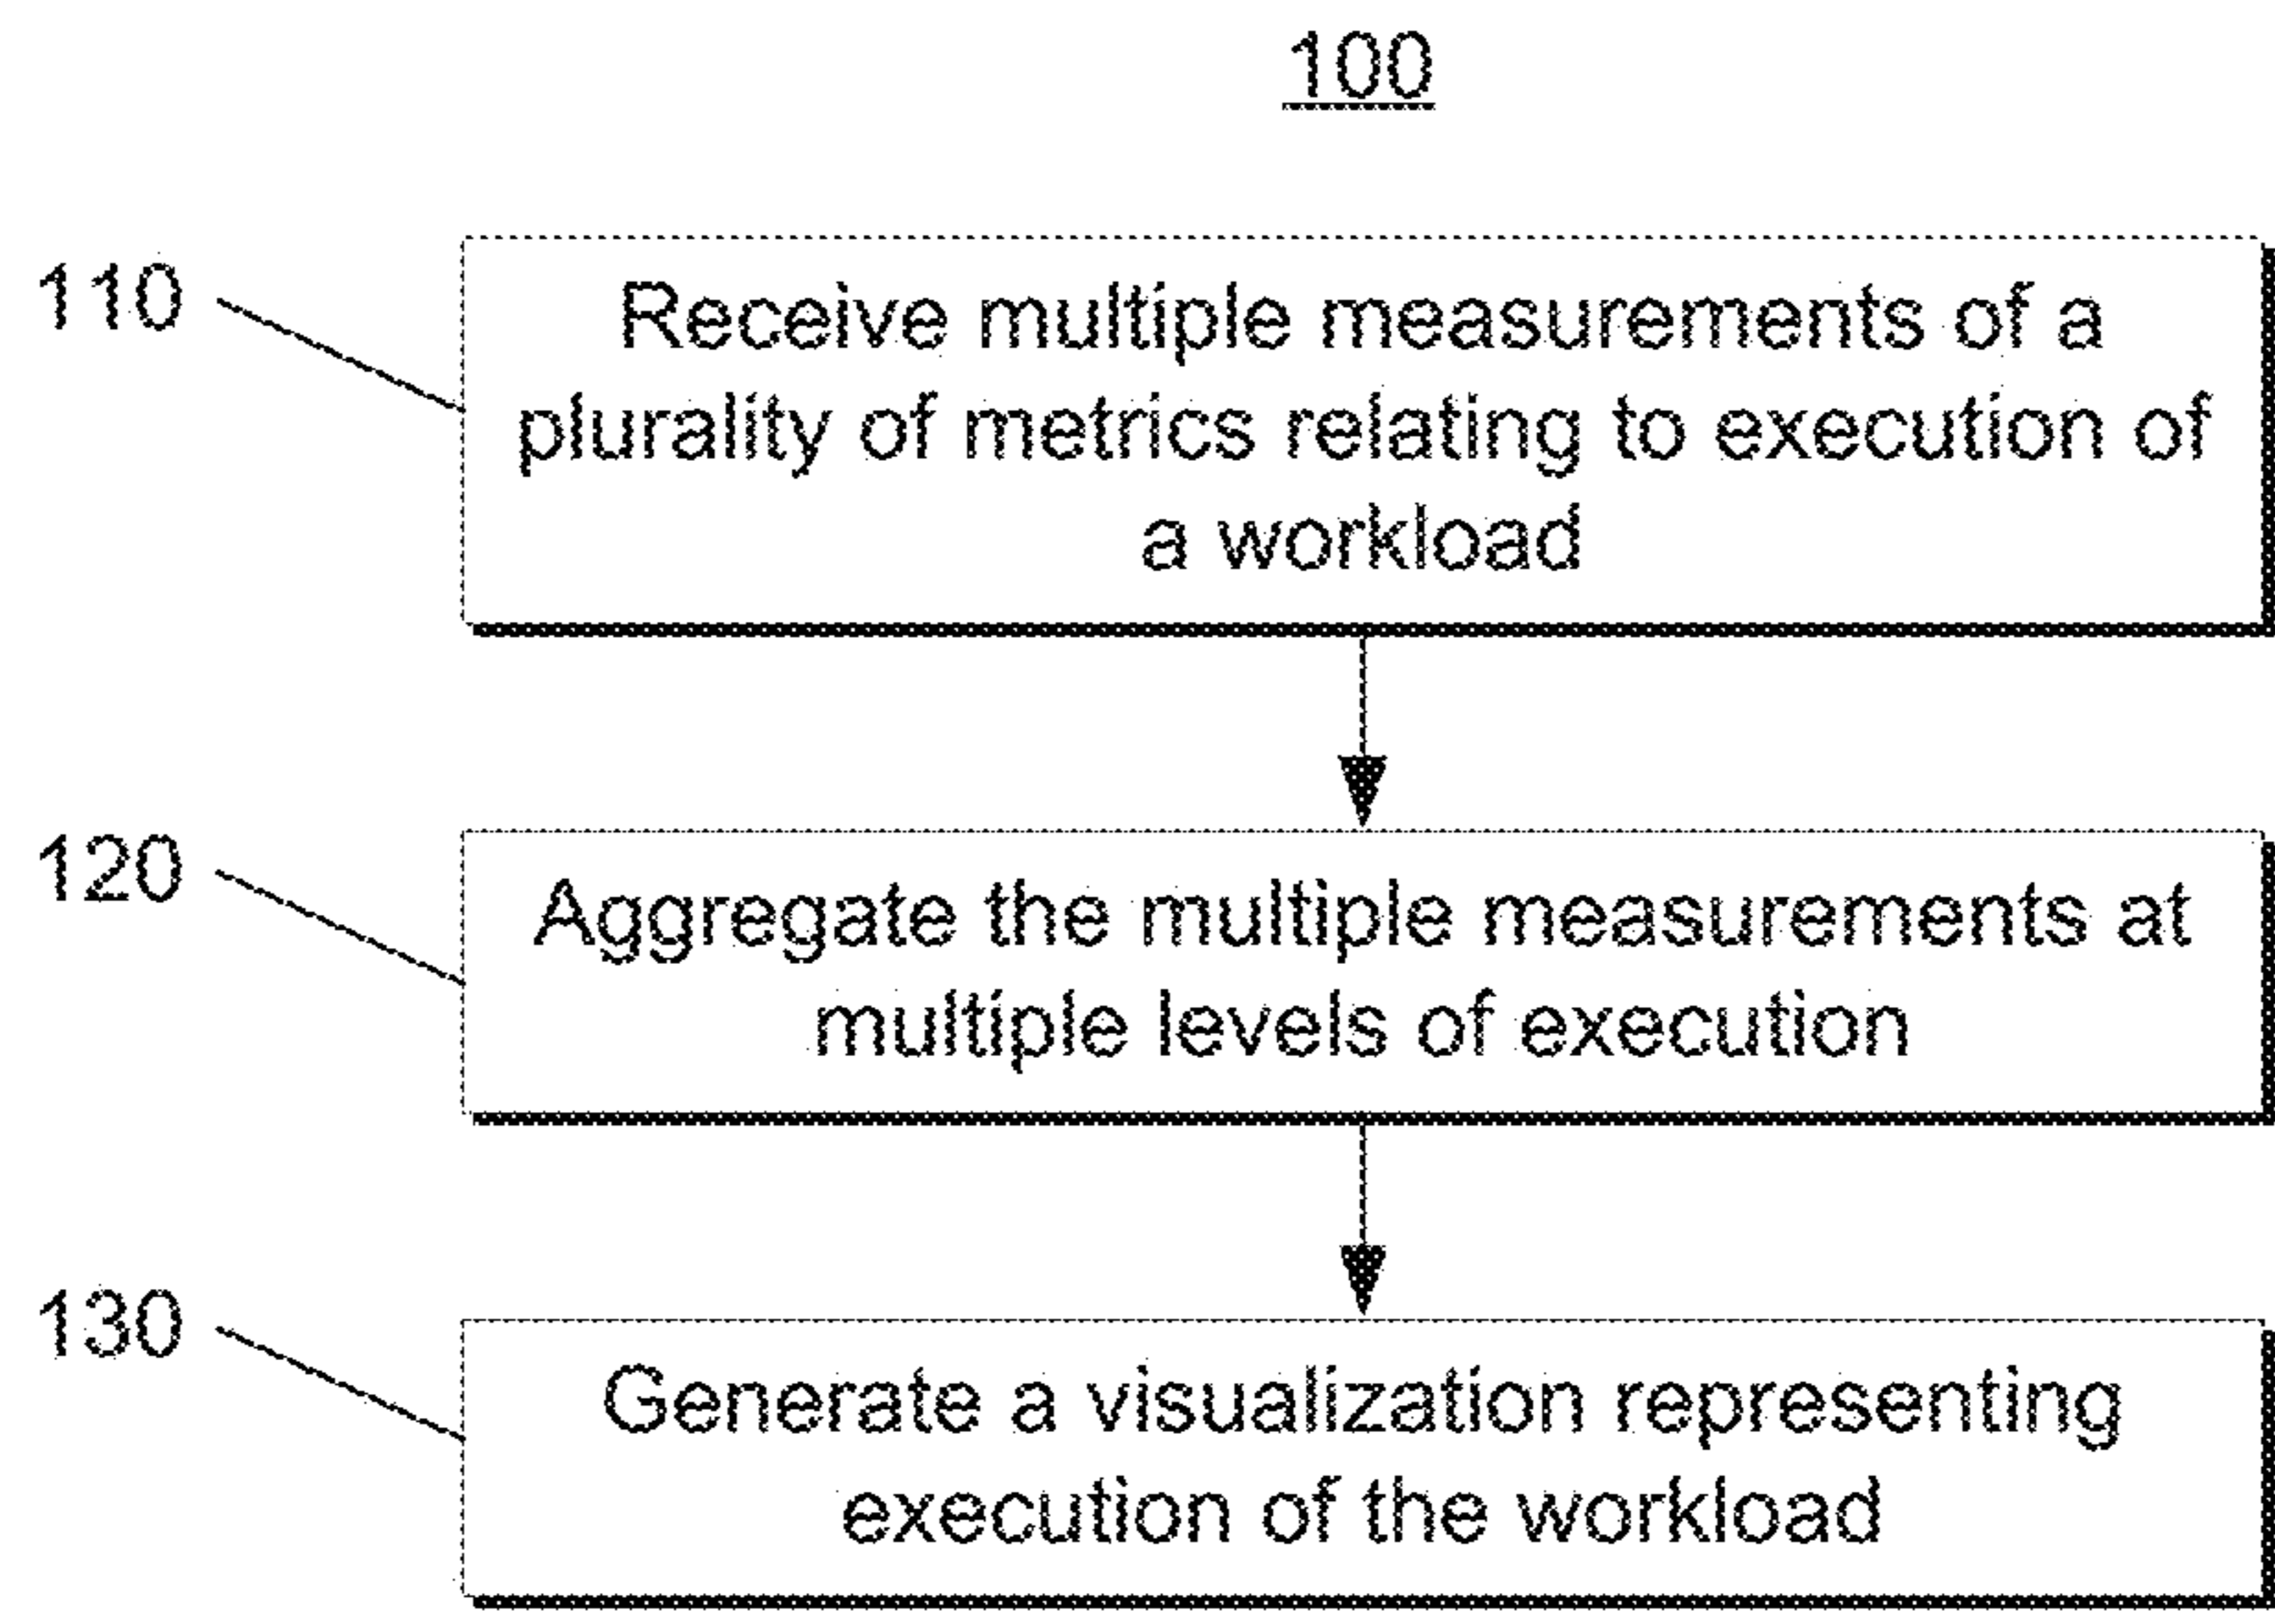 100
110
Receive multiple measurements of a
plurality of metrics relating to execution of
a workload
120
Aggregate the multiple measurements at
multiple levels of execution
130
Generate a visualization representing
execution of the workload